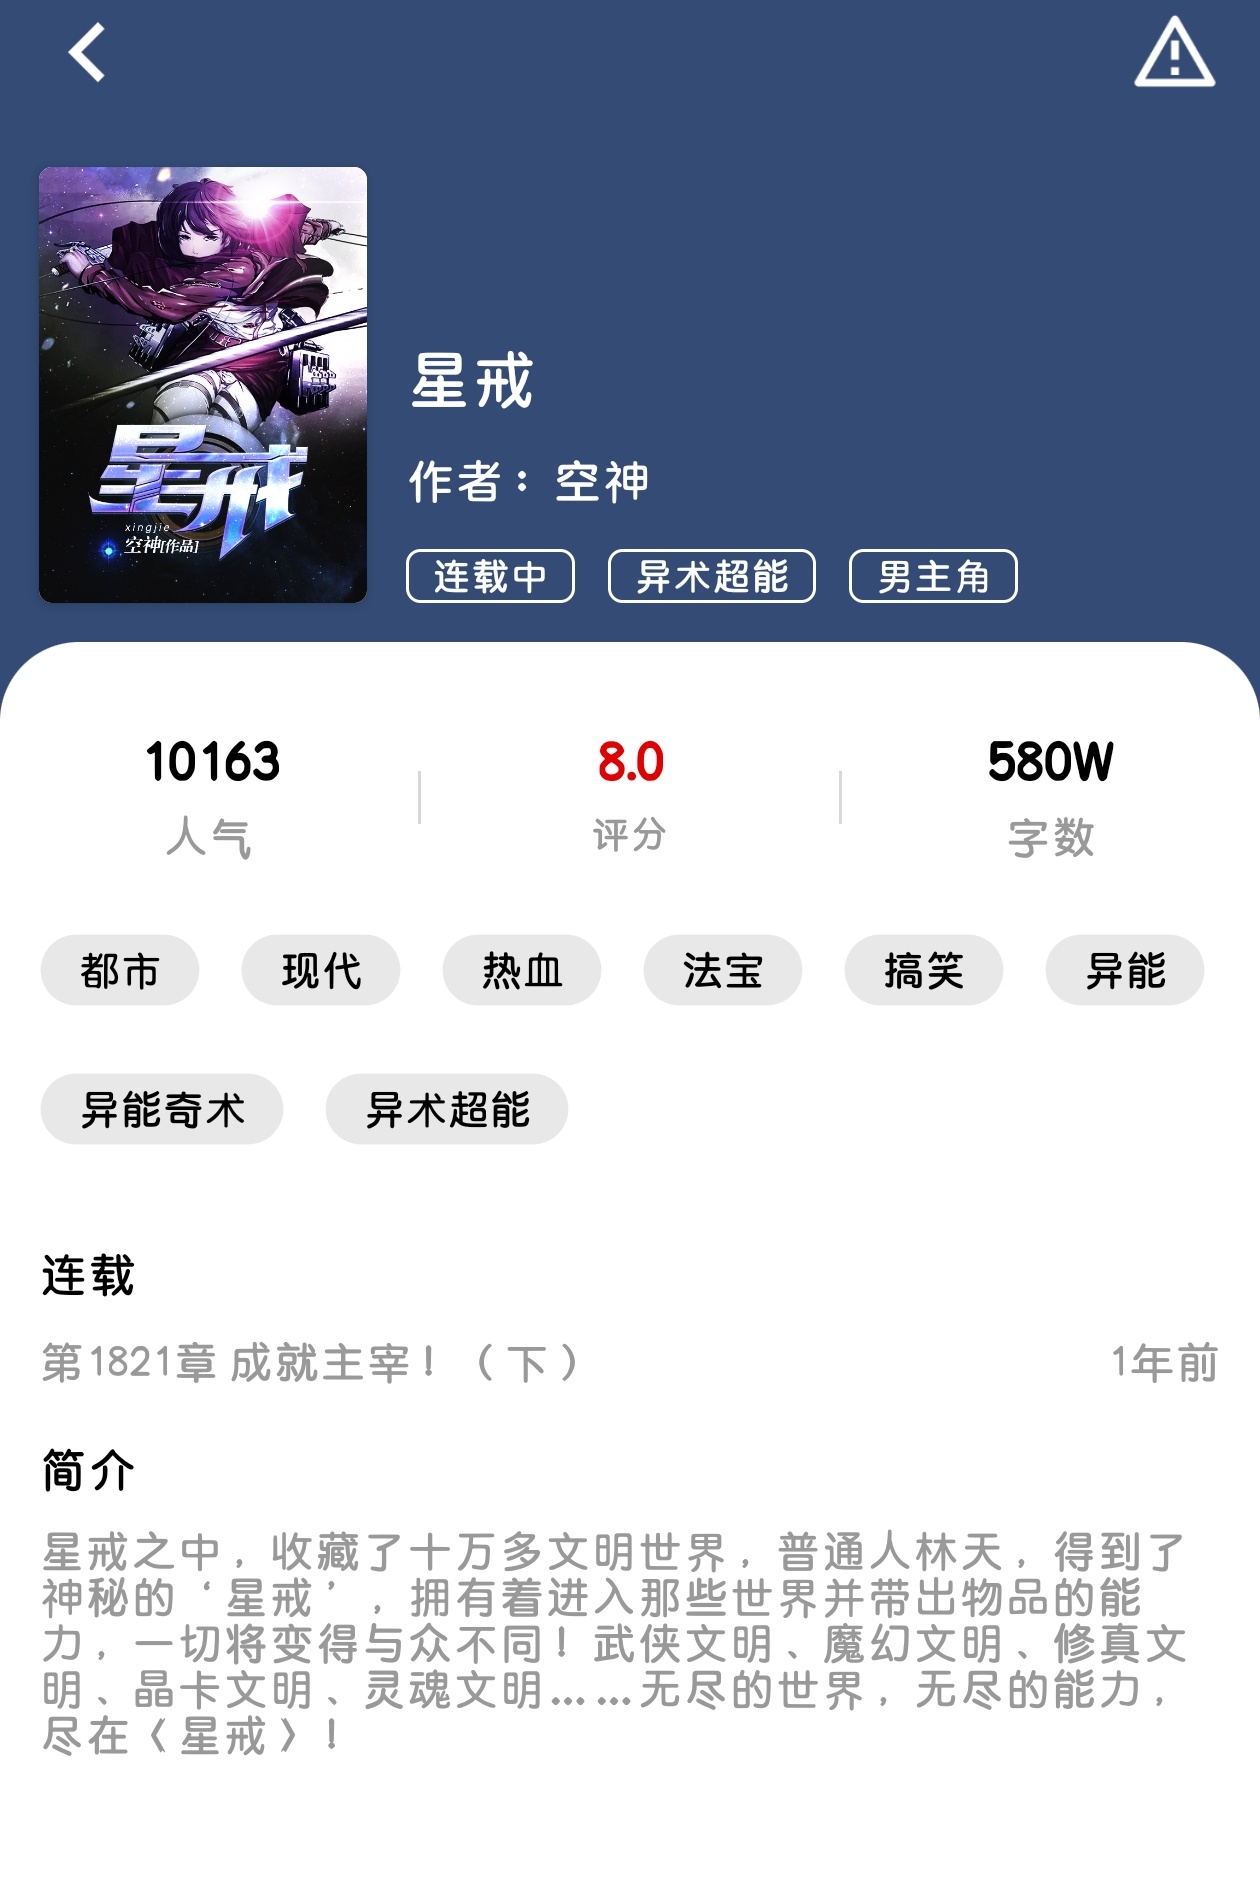 星戒
xingjie
空神[作品]
星戒
作者：空神
连载中 异术超能 男主角
10163 8.0 580W
人气 评分 字数
都市 现代 热血 法宝 搞笑 异能
异能奇术 异术超能
连载
第1821章 成就主宰！（下） 1年前
简介
星戒之中，收藏了十万多文明世界，普通人林天，得到了
神秘的‘星戒’，拥有着进入那些世界并带出物品的能
力，一切将变得与众不同！武侠文明、魔幻文明、修真文
明、晶卡文明、灵魂文明……无尽的世界，无尽的能力，
尽在〈星戒〉！